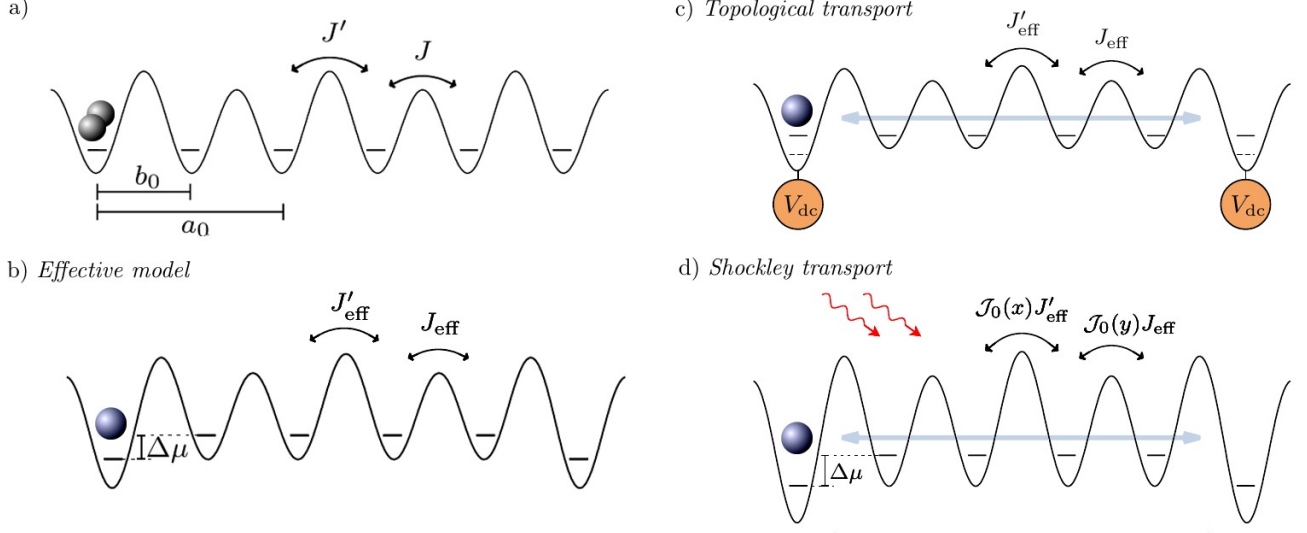 a)
J′
J
b₀
a₀
b) Effective model
J′eff
Jeff
Δμ
c) Topological transport
J′eff
Jeff
Vdc
Vdc
d) Shockley transport
𝒥₀(x)J′eff
𝒥₀(y)Jeff
Δμ